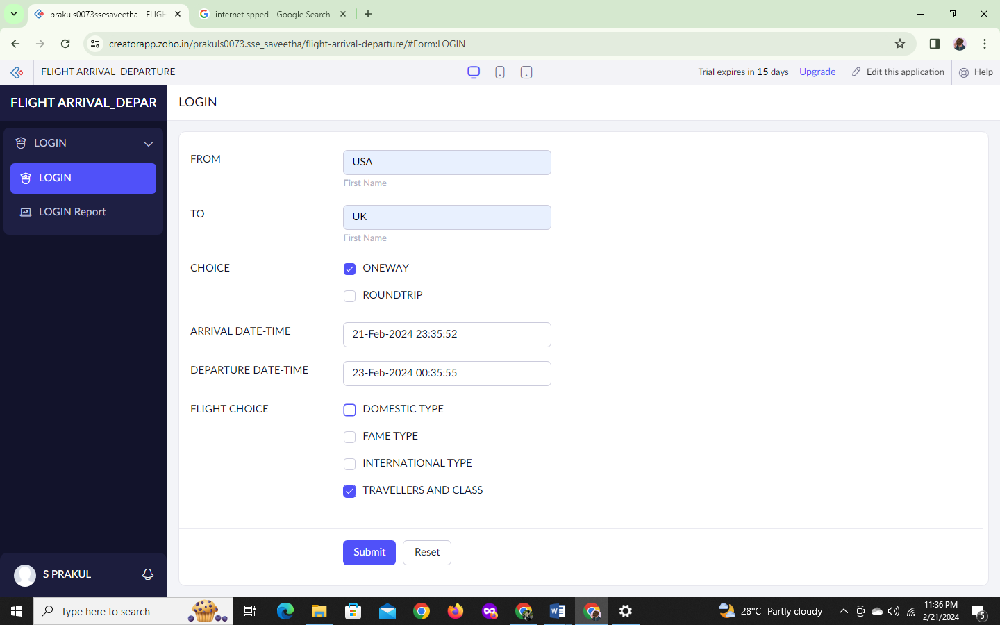 prakuls0073ssesaveetha - FLIGH
internet spped - Google Search
creatorapp.zoho.in/prakuls0073.sse_saveetha/flight-arrival-departure/#Form:LOGIN
FLIGHT ARRIVAL_DEPARTURE
Trial expires in 15 days Upgrade Edit this application Help
FLIGHT ARRIVAL_DEPAR
LOGIN
LOGIN
LOGIN
LOGIN Report
FROM
USA
First Name
TO
UK
First Name
CHOICE
ONEWAY
ROUNDTRIP
ARRIVAL DATE-TIME
21-Feb-2024 23:35:52
DEPARTURE DATE-TIME
23-Feb-2024 00:35:55
FLIGHT CHOICE
DOMESTIC TYPE
FAME TYPE
INTERNATIONAL TYPE
TRAVELLERS AND CLASS
Submit Reset
S PRAKUL
Type here to search
28°C Partly cloudy
11:36 PM
2/21/2024
5